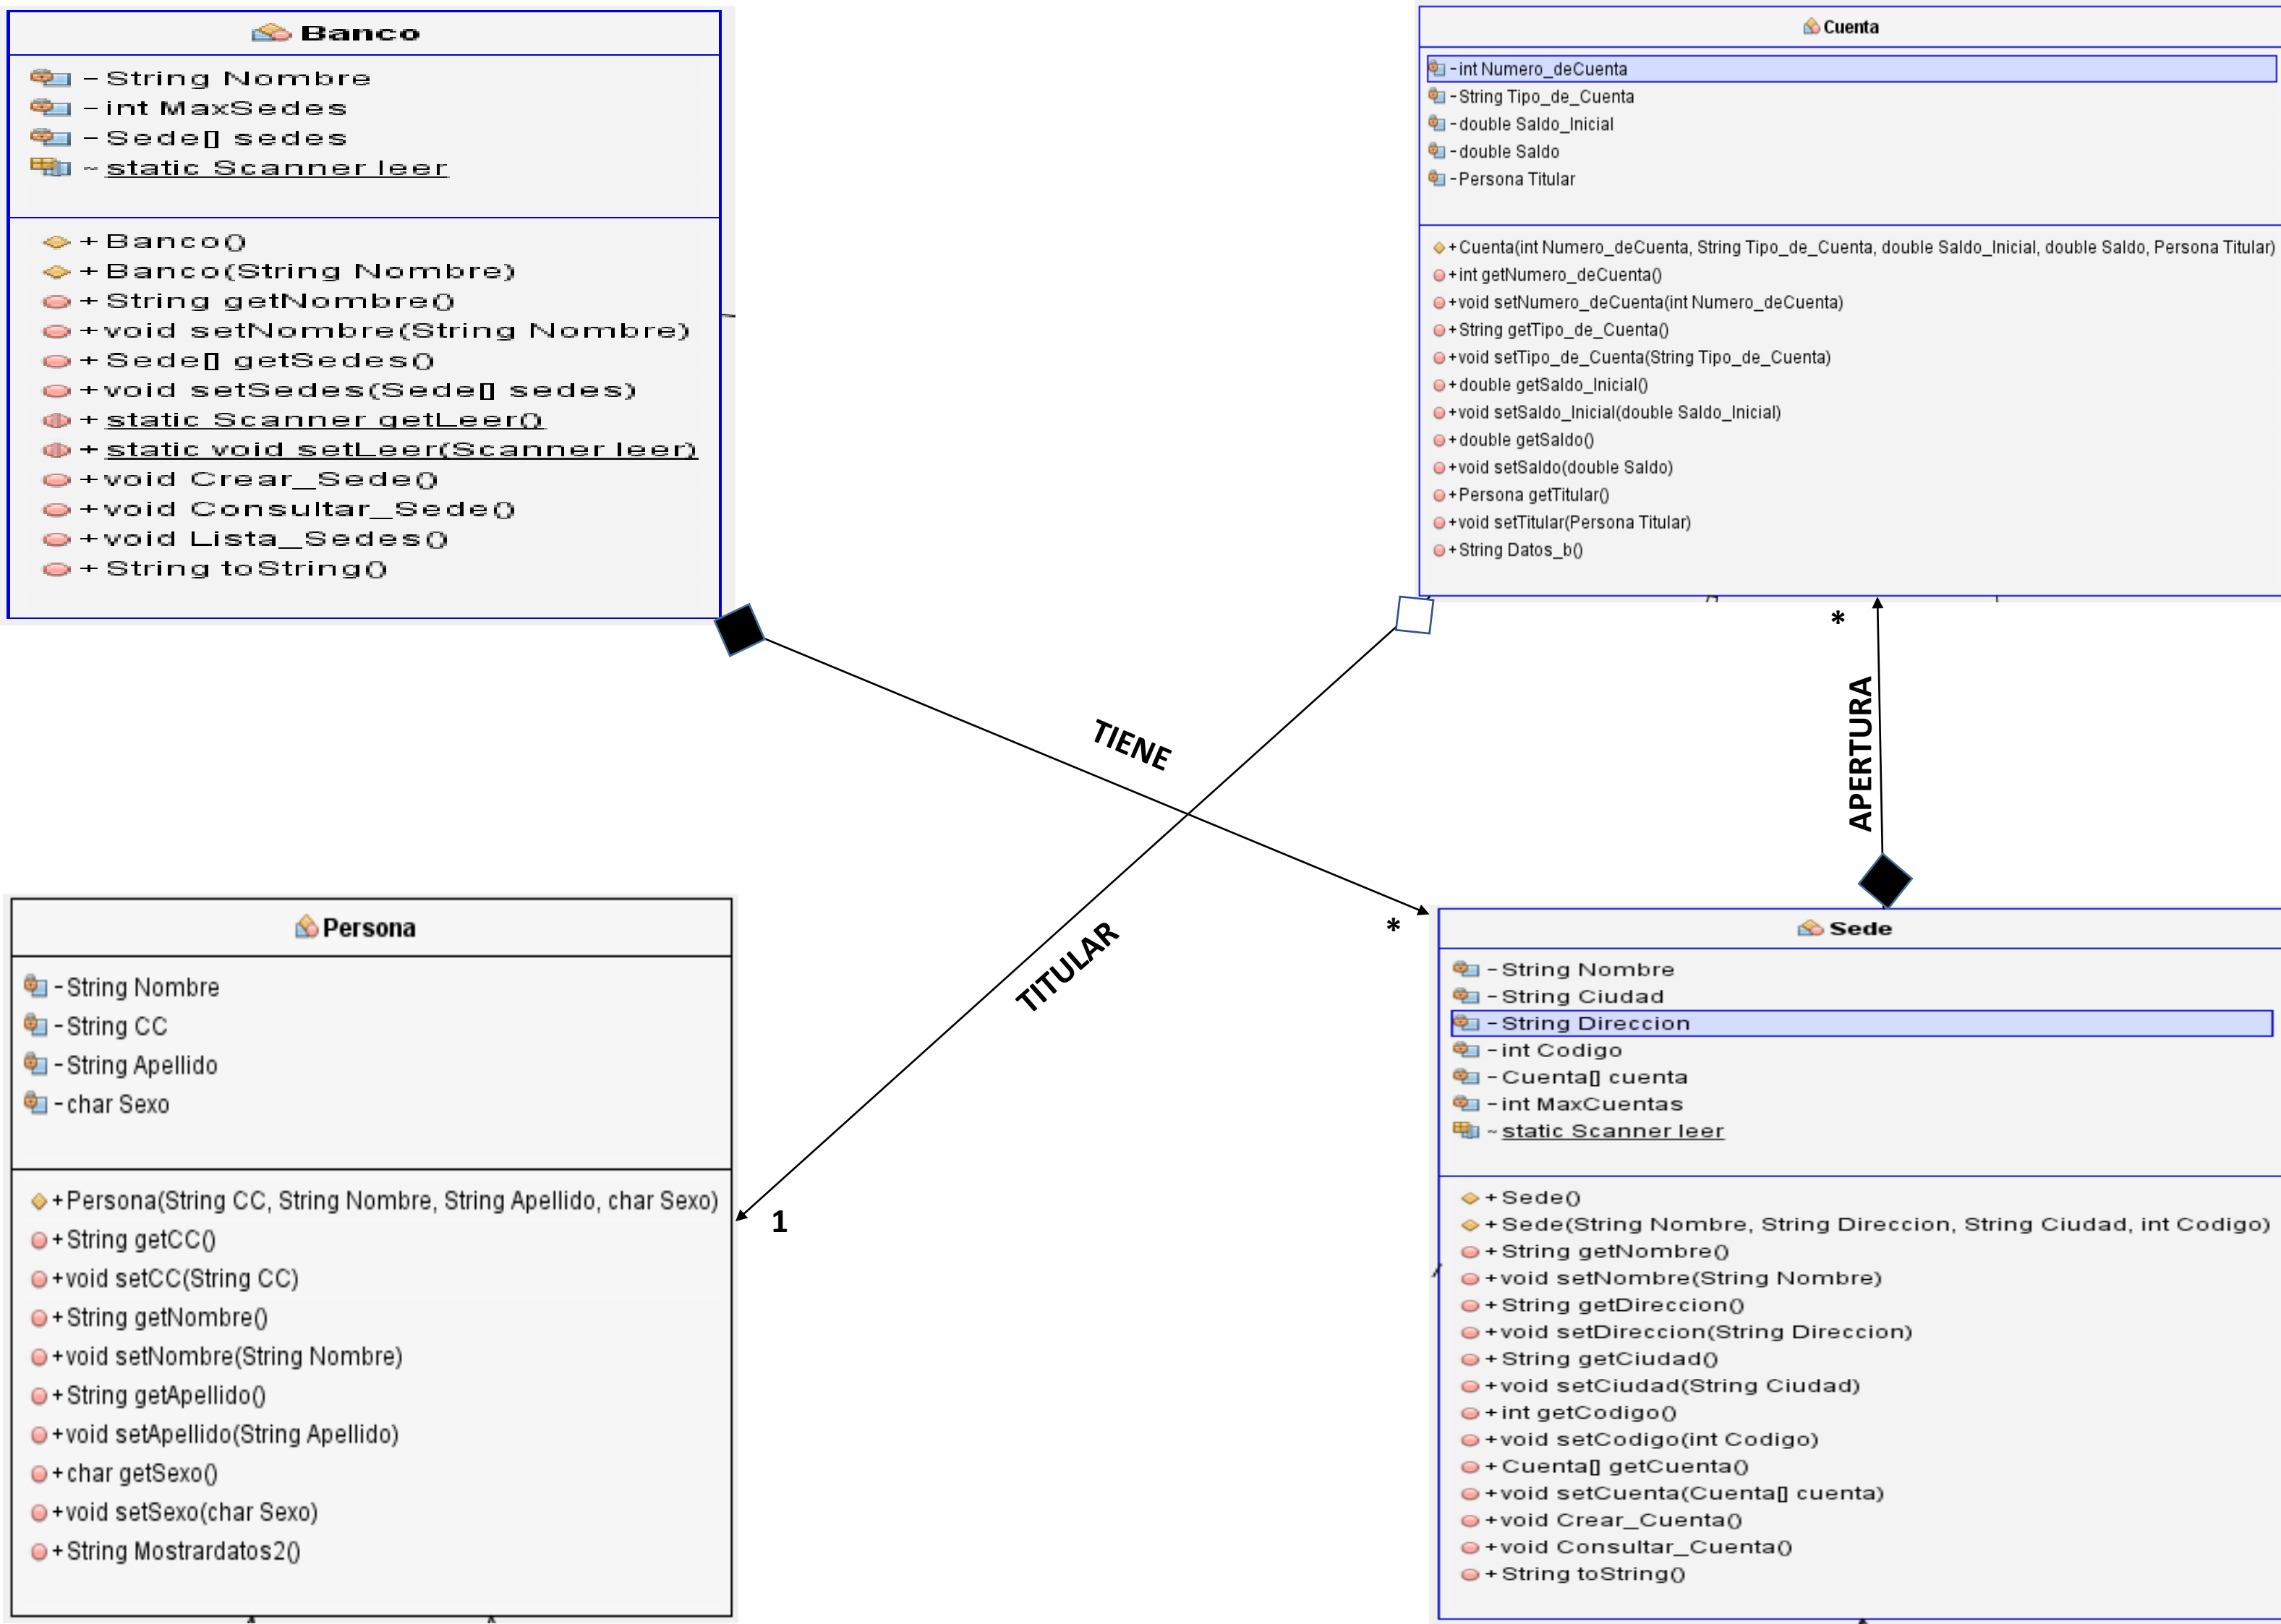 Banco
- String Nombre
- int MaxSedes
- Sede[] sedes
~ static Scanner leer
+ Banco()
+ Banco(String Nombre)
+ String getNombre()
+ void setNombre(String Nombre)
+ Sede[] getSedes()
+ void setSedes(Sede[] sedes)
+ static Scanner getLeer()
+ static void setLeer(Scanner leer)
+ void Crear_Sede()
+ void Consultar_Sede()
+ void Lista_Sedes()
+ String toString()
Cuenta
- int Numero_deCuenta
- String Tipo_de_Cuenta
- double Saldo_Inicial
- double Saldo
- Persona Titular
+ Cuenta(int Numero_deCuenta, String Tipo_de_Cuenta, double Saldo_Inicial, double Saldo, Persona Titular)
+ int getNumero_deCuenta()
+ void setNumero_deCuenta(int Numero_deCuenta)
+ String getTipo_de_Cuenta()
+ void setTipo_de_Cuenta(String Tipo_de_Cuenta)
+ double getSaldo_Inicial()
+ void setSaldo_Inicial(double Saldo_Inicial)
+ double getSaldo()
+ void setSaldo(double Saldo)
+ Persona getTitular()
+ void setTitular(Persona Titular)
+ String Datos_b()
*
APERTURA
TIENE
*
TITULAR
1
Persona
- String Nombre
- String CC
- String Apellido
- char Sexo
+ Persona(String CC, String Nombre, String Apellido, char Sexo)
+ String getCC()
+ void setCC(String CC)
+ String getNombre()
+ void setNombre(String Nombre)
+ String getApellido()
+ void setApellido(String Apellido)
+ char getSexo()
+ void setSexo(char Sexo)
+ String Mostrardatos2()
Sede
- String Nombre
- String Ciudad
- String Direccion
- int Codigo
- Cuenta[] cuenta
- int MaxCuentas
~ static Scanner leer
+ Sede()
+ Sede(String Nombre, String Direccion, String Ciudad, int Codigo)
+ String getNombre()
+ void setNombre(String Nombre)
+ String getDireccion()
+ void setDireccion(String Direccion)
+ String getCiudad()
+ void setCiudad(String Ciudad)
+ int getCodigo()
+ void setCodigo(int Codigo)
+ Cuenta[] getCuenta()
+ void setCuenta(Cuenta[] cuenta)
+ void Crear_Cuenta()
+ void Consultar_Cuenta()
+ String toString()